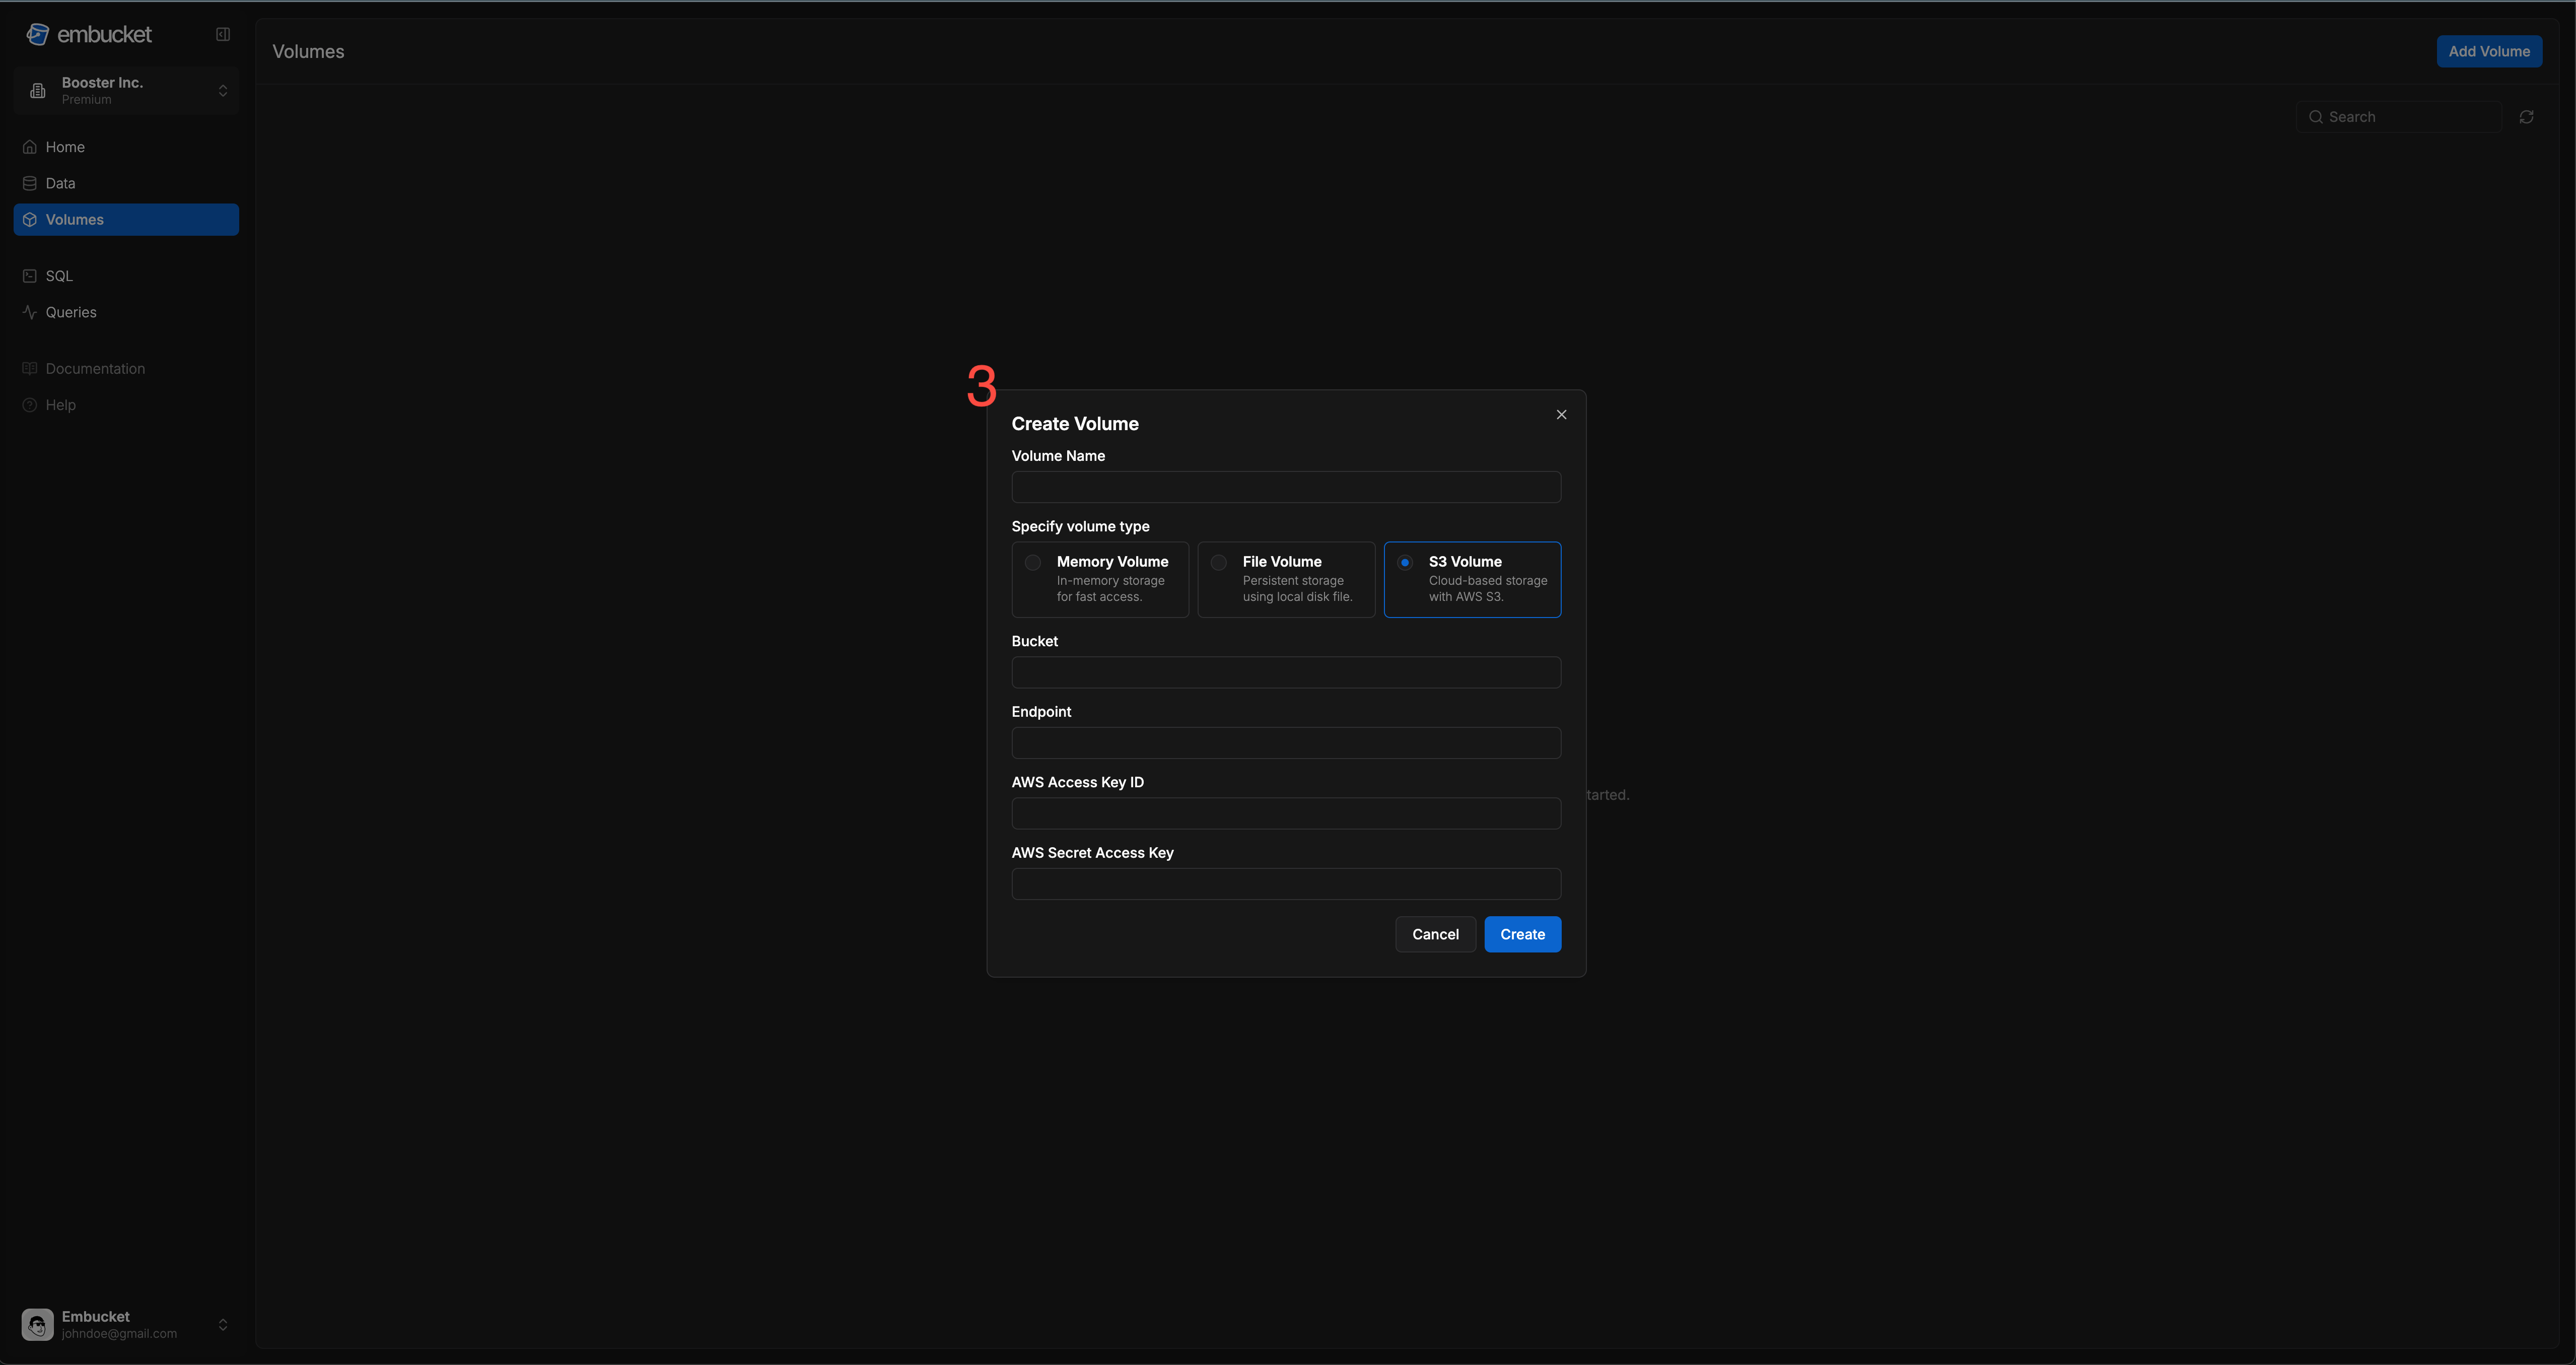 embucket
Booster Inc.
Premium
Home
Data
Volumes
SQL
Queries
Documentation
Help
Embucket
johndoe@gmail.com
Volumes
Add Volume
Search
3
Create Volume
Volume Name
Specify volume type
Memory Volume
In-memory storage
for fast access.
File Volume
Persistent storage
using local disk file.
S3 Volume
Cloud-based storage
with AWS S3.
Bucket
Endpoint
AWS Access Key ID
AWS Secret Access Key
Cancel
Create
tarted.